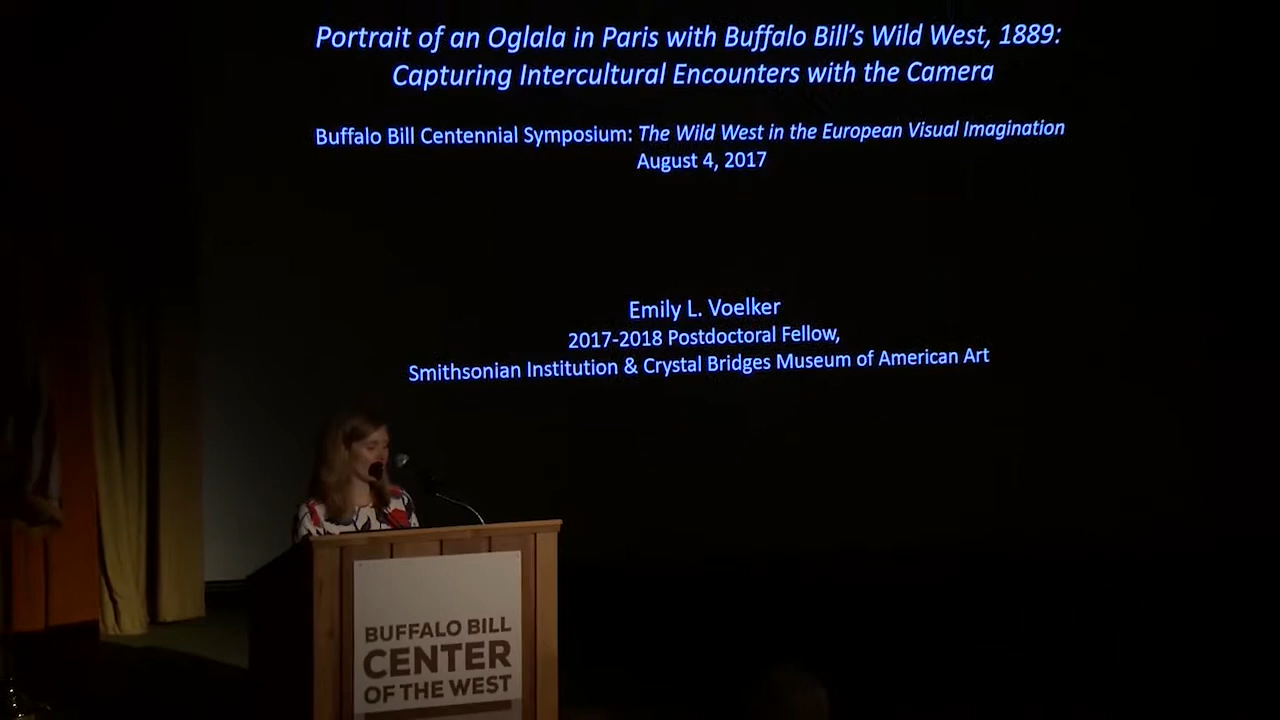 Portrait of an Oglala in Paris with Buffalo Bill's Wild West, 1889:
Capturing Intercultural Encounters with the Camera
Buffalo Bill Centennial Symposium: The Wild West in the European Visual Imagination
August 4, 2017
Emily L. Voelker
2017-2018 Postdoctoral Fellow,
Smithsonian Institution & Crystal Bridges Museum of American Art
BUFFALO BILL
CENTER
OF THE WEST